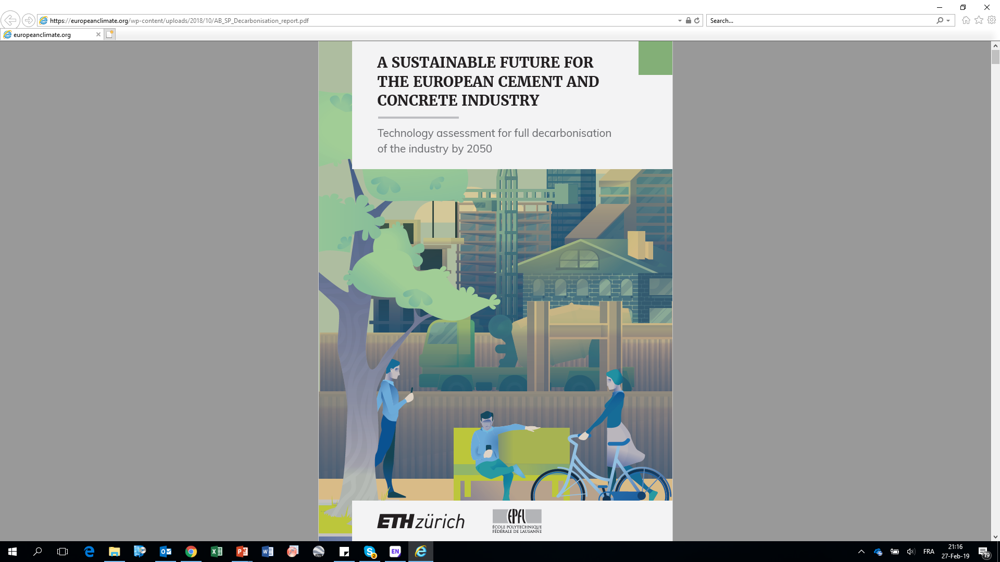 https://europeanclimate.org/wp-content/uploads/2018/10/AB_SP_Decarbonisation_report.pdf
Search...
europeanclimate.org
A SUSTAINABLE FUTURE FOR
THE EUROPEAN CEMENT AND
CONCRETE INDUSTRY
Technology assessment for full decarbonisation
of the industry by 2050
ETH zürich
EPFL
ÉCOLE POLYTECHNIQUE
FÉDÉRALE DE LAUSANNE
Pro
2
EN
FRA
21:16
27-Feb-19
19